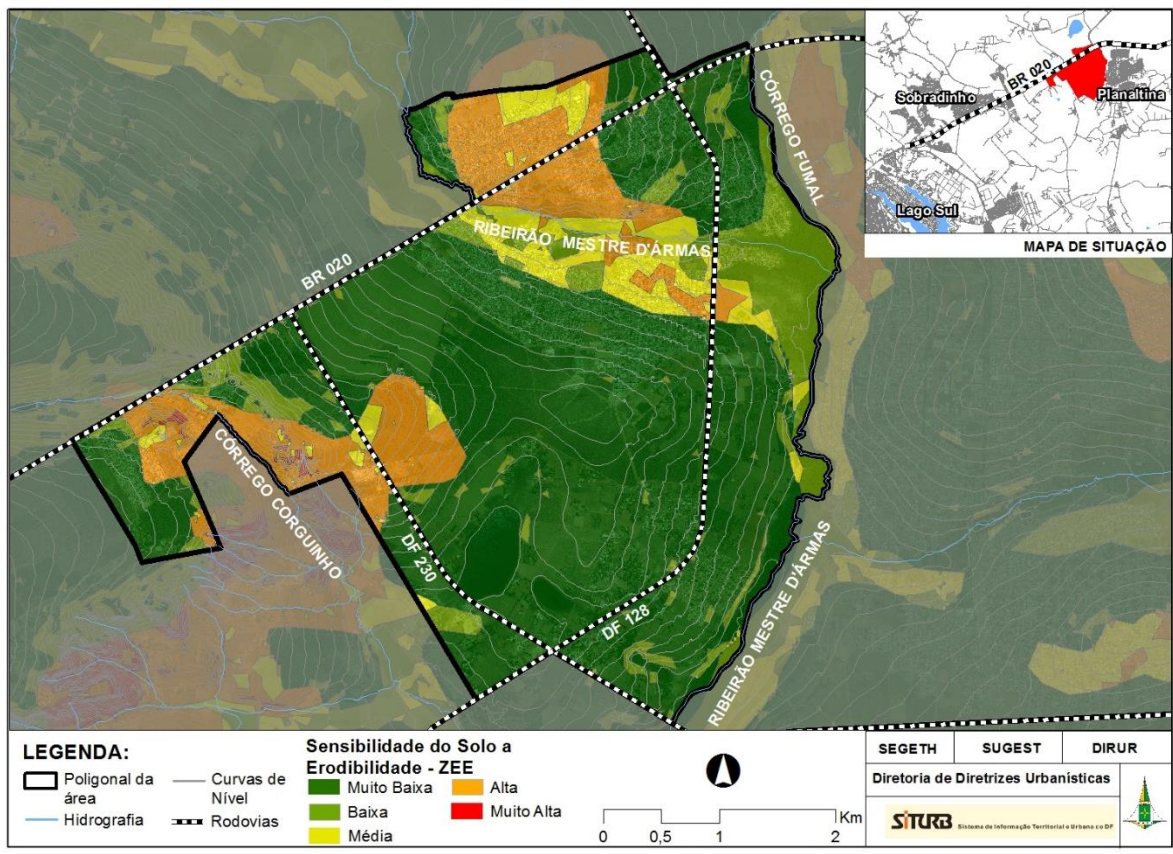 BR 020
Sobradinho
Planaltina
Lago Sul
MAPA DE SITUAÇÃO
CÓRREGO FUMAL
RIBEIRÃO MESTRE D'ÁRMAS
BR 020
CÓRREGO CORGUINHO
DF 230
DF 128
RIBEIRÃO MESTRE D'ÁRMAS
LEGENDA:
Poligonal da
área
Hidrografia
Curvas de
Nível
Rodovias
Sensibilidade do Solo a
Erodibilidade - ZEE
Muito Baixa
Baixa
Média
Alta
Muito Alta
Km
0 0,5 1 2
SEGETH SUGEST DIRUR
Diretoria de Diretrizes Urbanísticas
SITURB Sistema de Informação Territorial e Urbana co DF